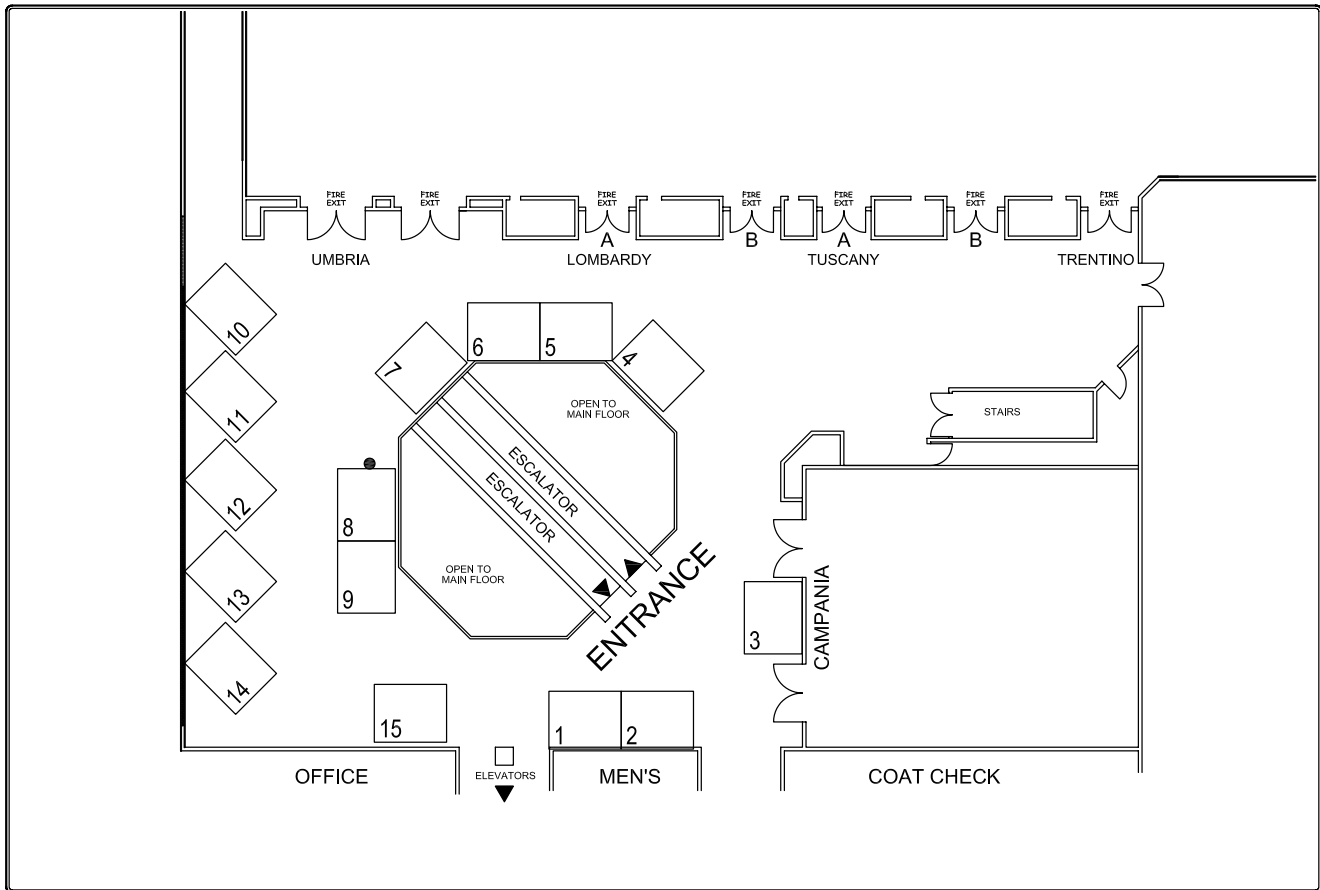 FIRE
EXIT
FIRE
EXIT
FIRE
EXIT
FIRE
EXIT
FIRE
EXIT
FIRE
EXIT
FIRE
EXIT
A
B
A
B
UMBRIA
LOMBARDY
TUSCANY
TRENTINO
10
6
5
7
4
11
OPEN TO
MAIN FLOOR
STAIRS
ESCALATOR
ESCALATOR
12
8
OPEN TO
MAIN FLOOR
13
9
ENTRANCE
3
CAMPANIA
14
15
1
2
OFFICE
ELEVATORS
MEN'S
COAT CHECK